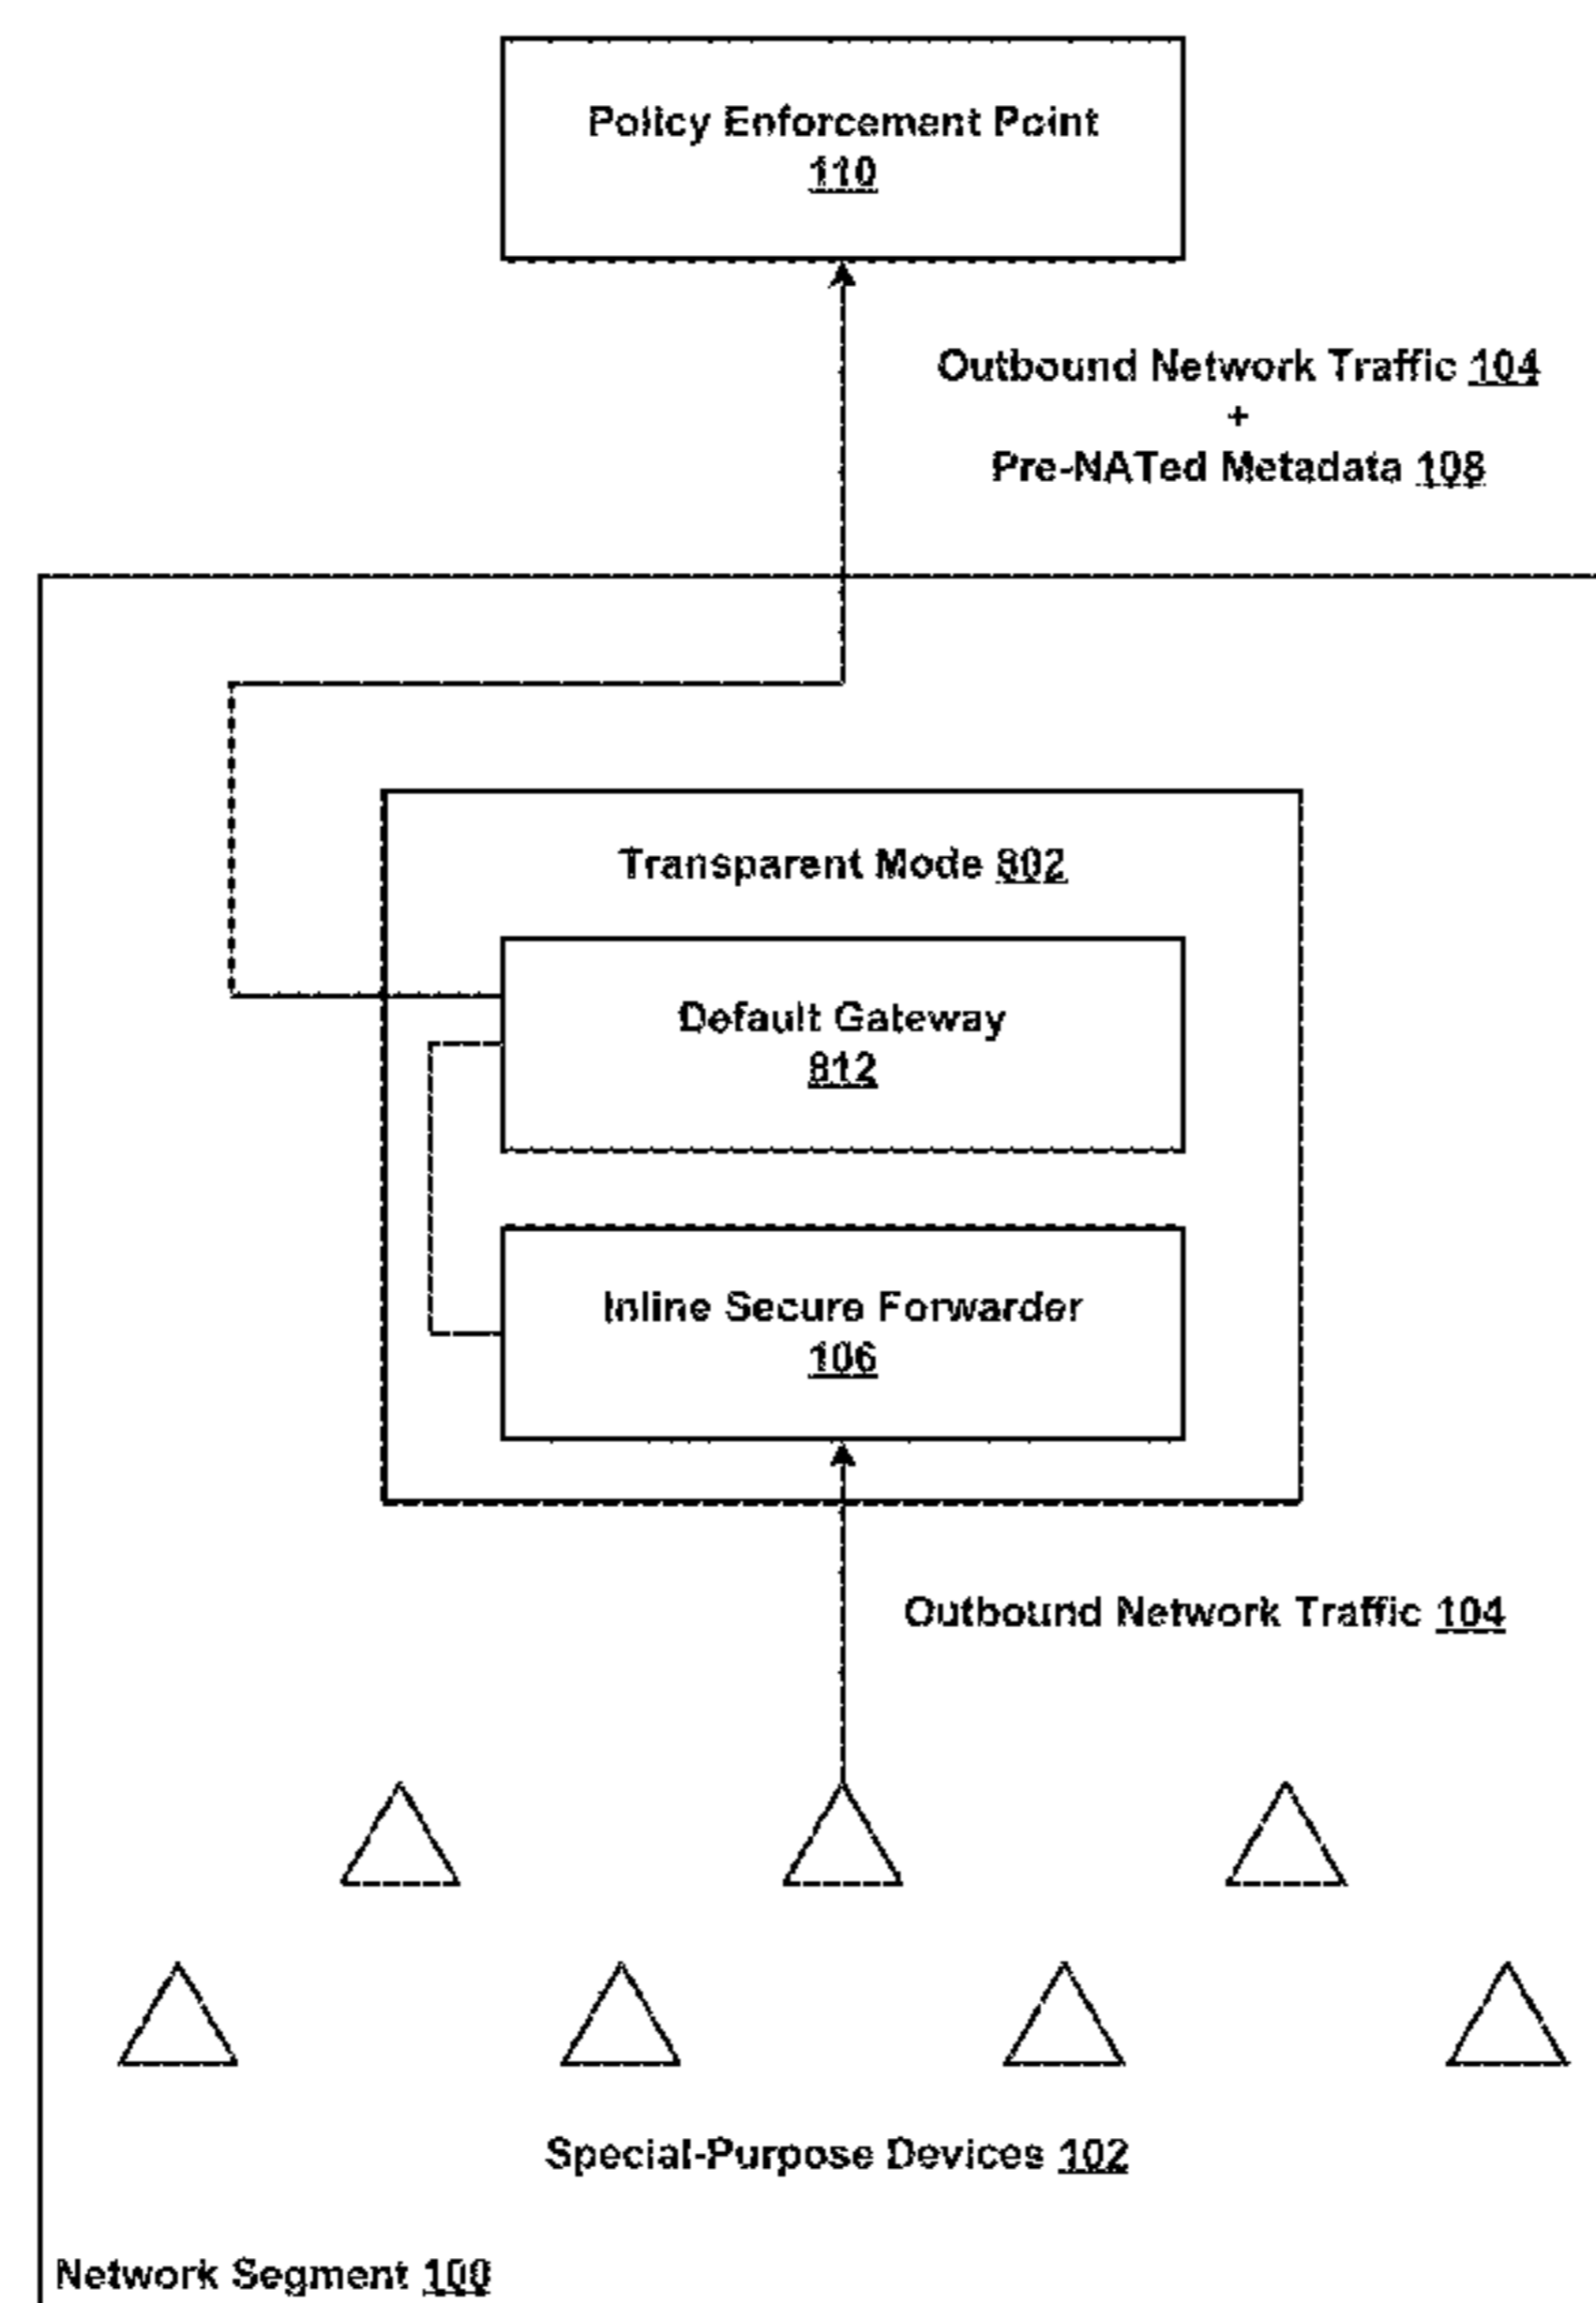 Policy Enforcement Point
110
Outbound Network Traffic 104
+
Pre-NATed Metadata 108
Transparent Mode 802
Default Gateway
812
Inline Secure Forwarder
106
Outbound Network Traffic 104
Special-Purpose Devices 102
Network Segment 100